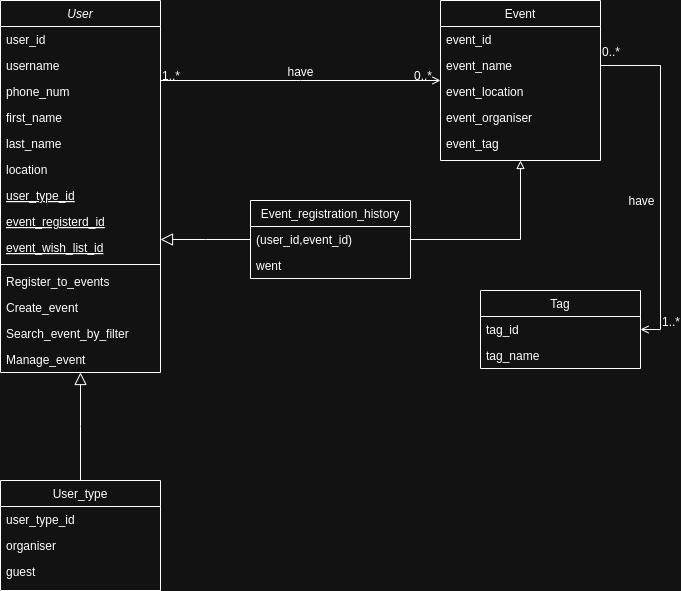 User
user_id
username
phone_num
first_name
last_name
location
user_type_id
event_registerd_id
event_wish_list_id
Register_to_events
Create_event
Search_event_by_filter
Manage_event
1..*
have
0..*
Event
event_id
event_name
event_location
event_organiser
event_tag
0..*
have
1..*
Event_registration_history
(user_id,event_id)
went
Tag
tag_id
tag_name
User_type
user_type_id
organiser
guest